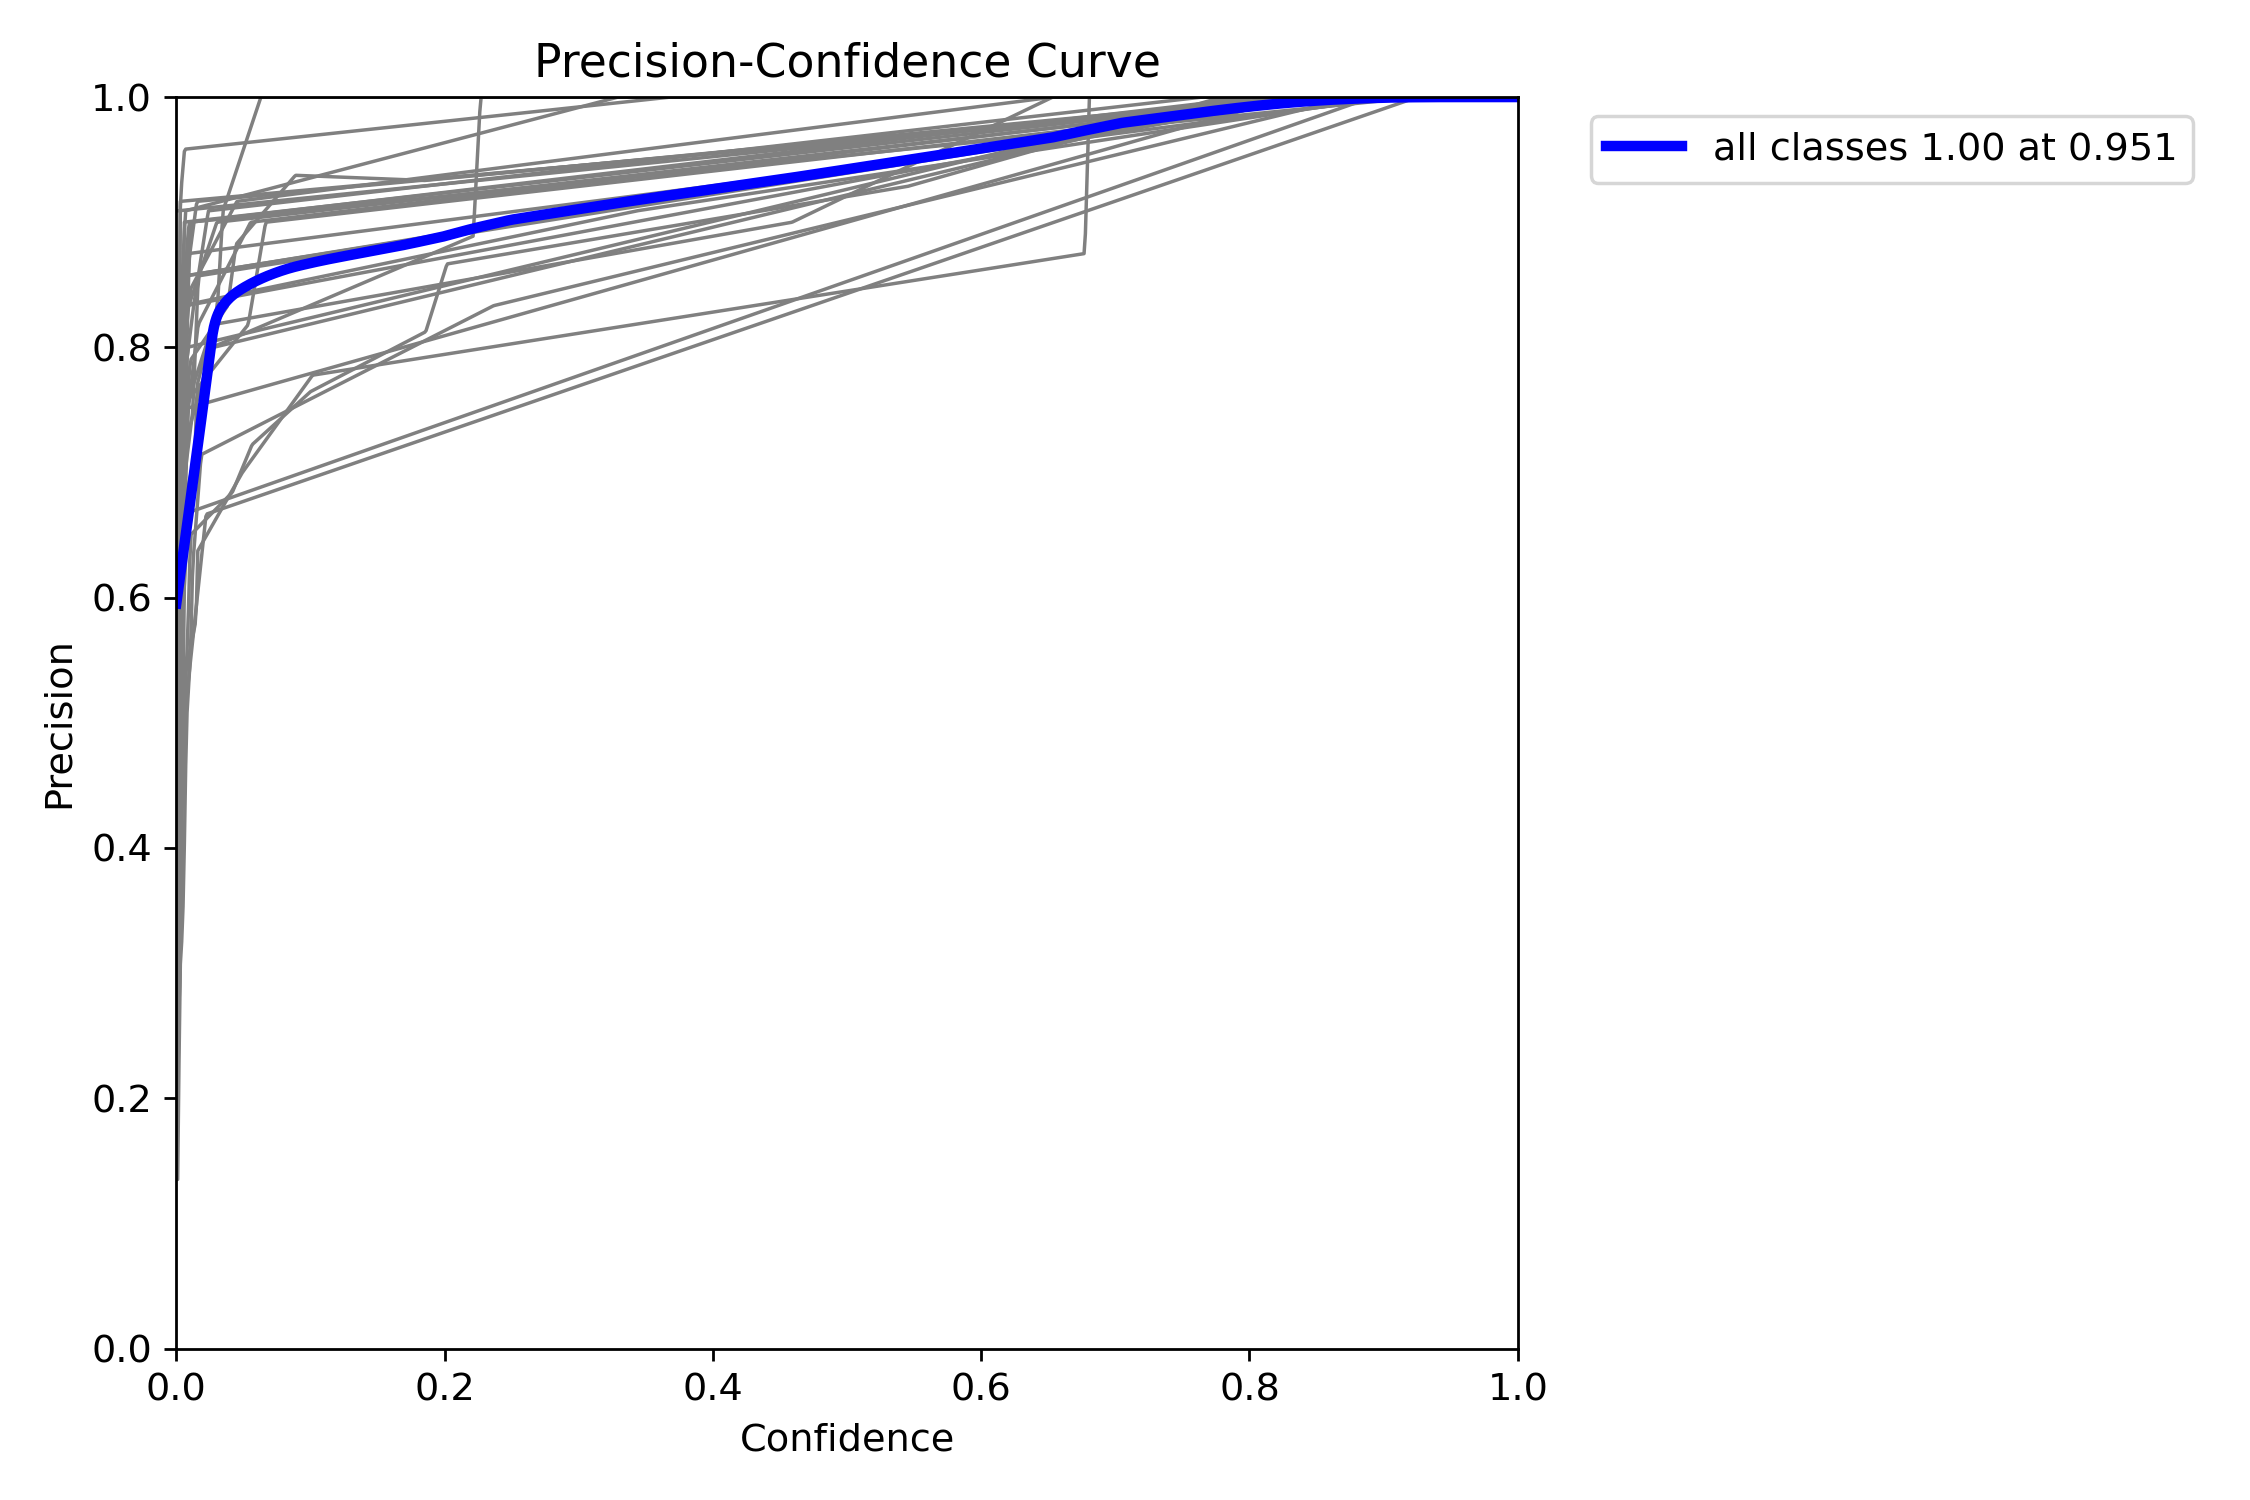 Precision-Confidence Curve
all classes 1.00 at 0.951
1.0
0.8
0.6
0.4
0.2
0.0
Precision
0.0 0.2 0.4 0.6 0.8 1.0
Confidence